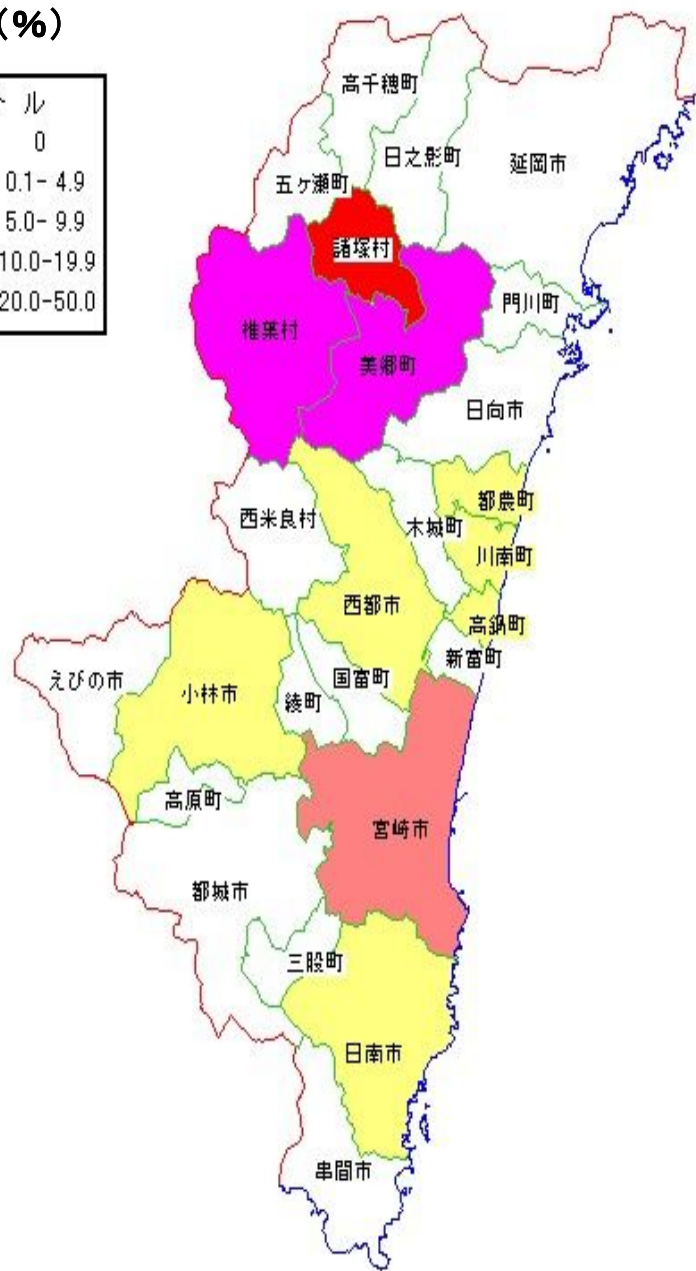 (%)
ール
0
0.1- 4.9
5.0- 9.9
10.0-19.9
20.0-50.0
高千穂町
日之影町
延岡市
五ヶ瀬町
諸塚村
門川町
椎葉村
美郷町
日向市
都農町
西米良村
木城町
川南町
西都市
高鍋町
新富町
えびの市
国富町
小林市
綾町
高原町
宮崎市
都城市
三股町
日南市
串間市